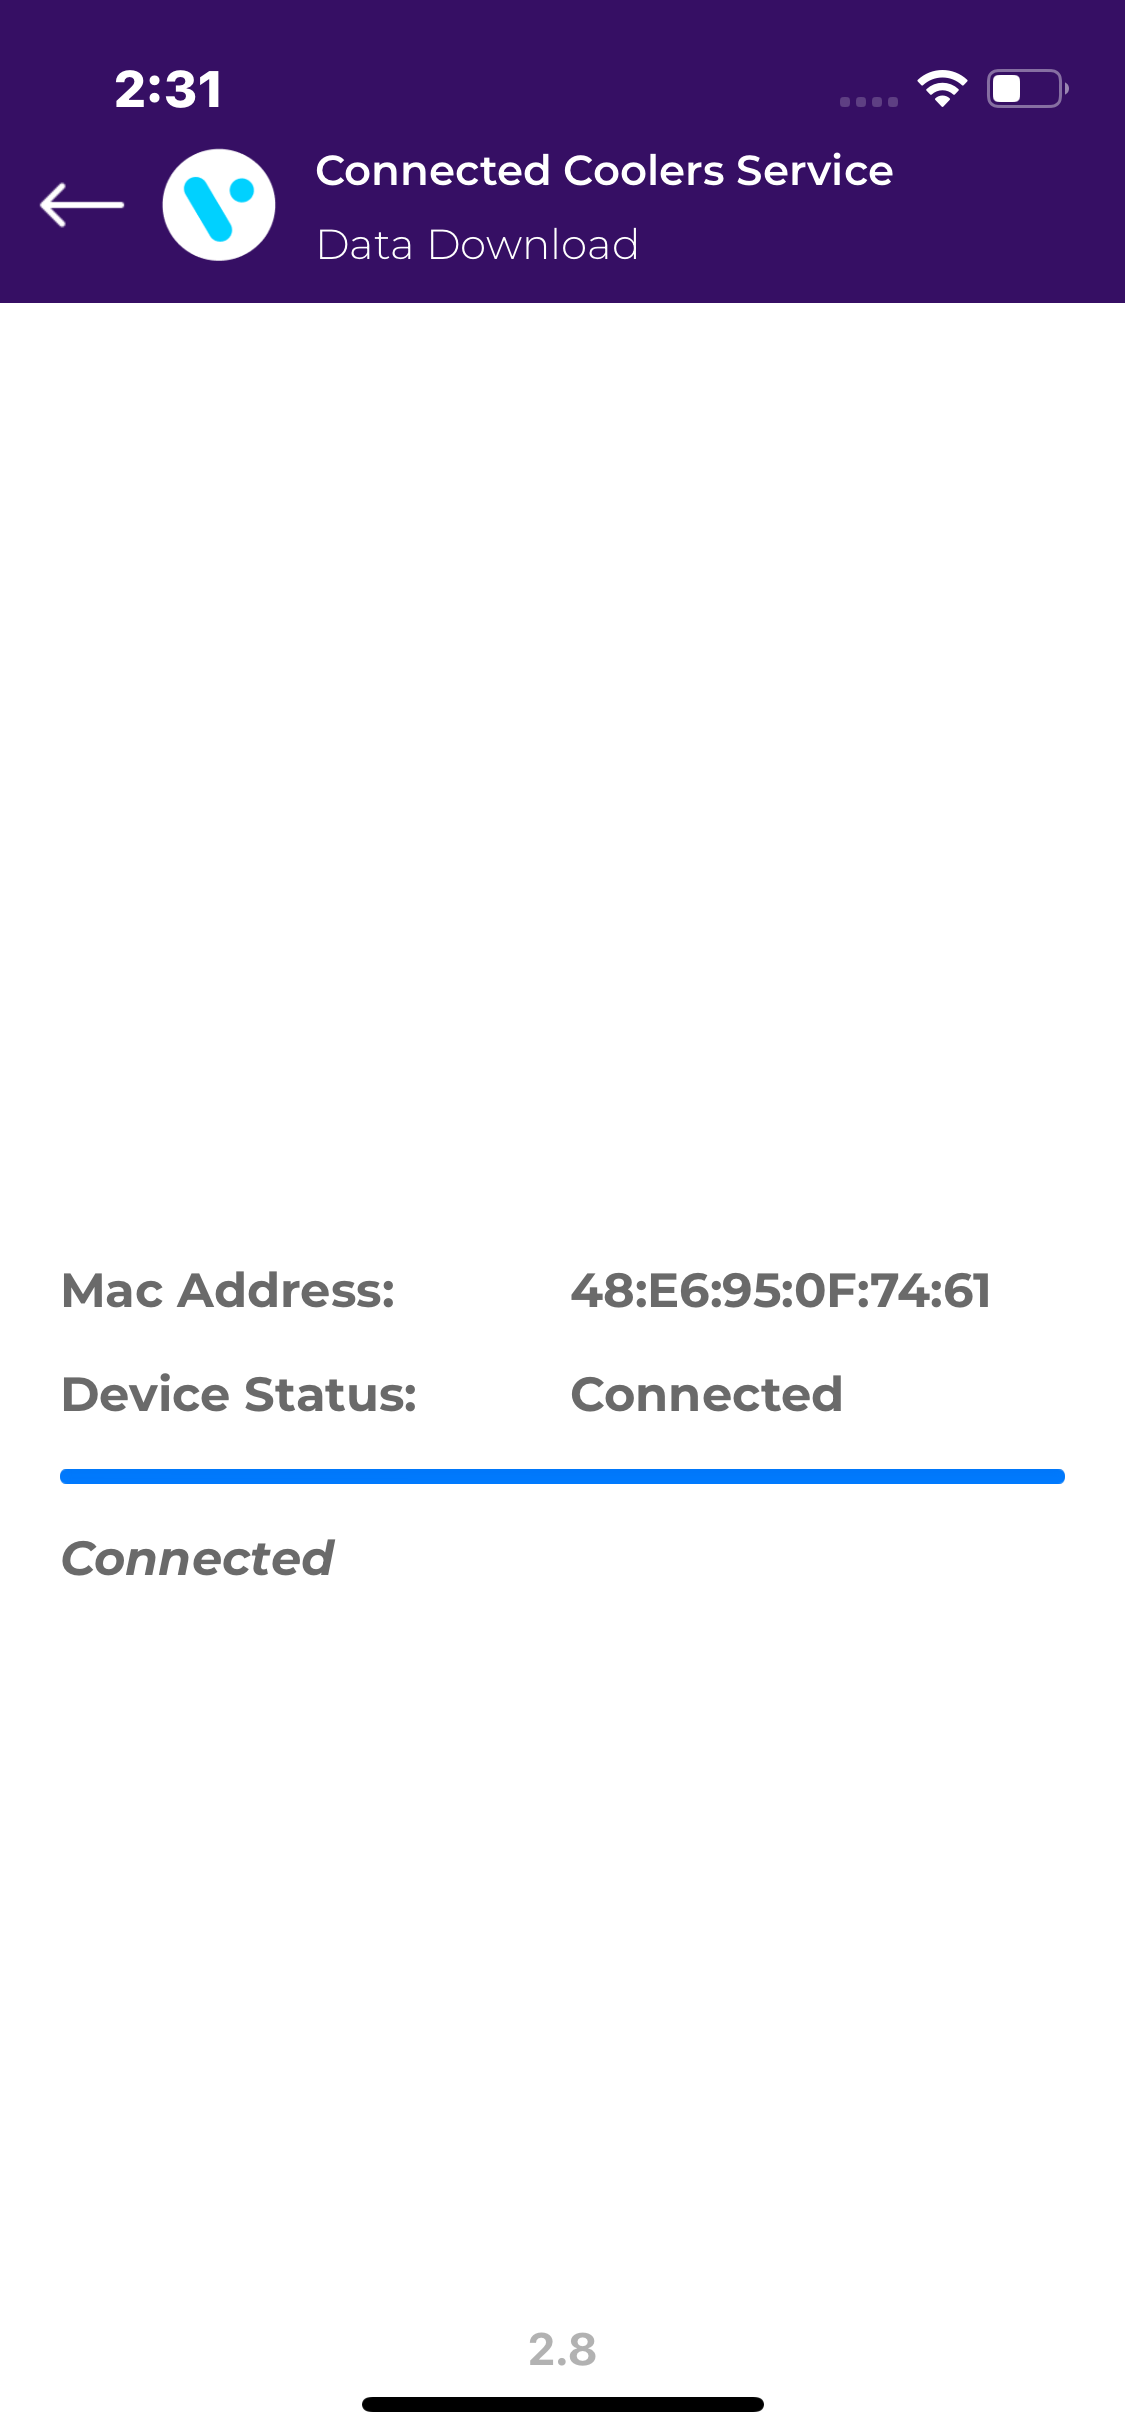 2:31
Connected Coolers Service
Data Download
Mac Address: 48:E6:95:0F:74:61
Device Status: Connected
Connected
2.8